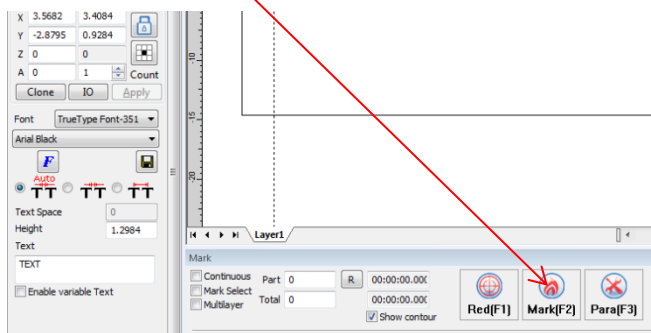 X 3.5682 3.4084
Y -2.8795 0.9284
Z 0 0
A 0 1 Count
Clone IO Apply
Font TrueType Font-351
Arial Black
F
Auto
TT TT TT
Text Space 0
Height 1.2984
Text
TEXT
Enable variable Text
-10
-15
-20
Layer1
Mark
Continuous Part 0 R 00:00:00.00(
Mark Select
Multilayer Total 0 00:00:00.00(
Show contour
Red(F1) Mark(F2) Para(F3)